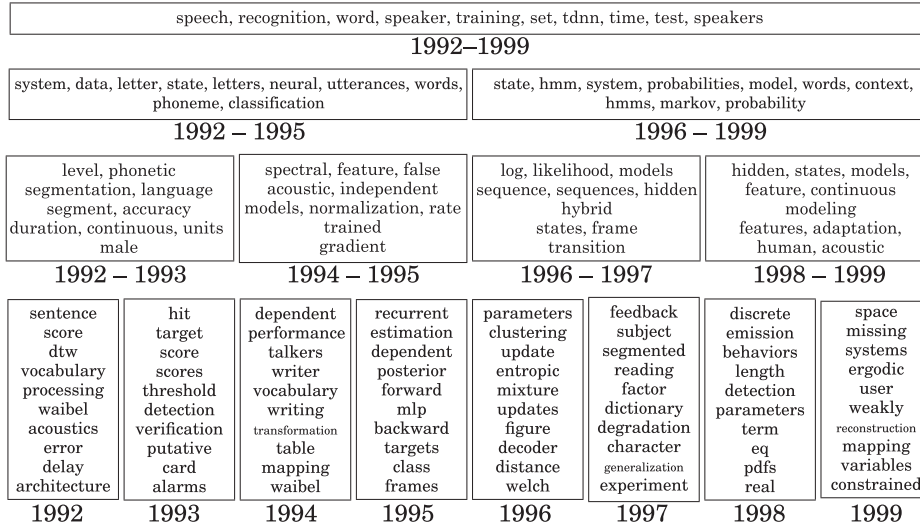 speech, recognition, word, speaker, training, set, tdnn, time, test, speakers
1992–1999
system, data, letter, state, letters, neural, utterances, words,
phoneme, classification
1992 – 1995
state, hmm, system, probabilities, model, words, context,
hmms, markov, probability
1996 – 1999
level, phonetic
segmentation, language
segment, accuracy
duration, continuous, units
male
1992 – 1993
spectral, feature, false
acoustic, independent
models, normalization, rate
trained
gradient
1994 – 1995
log, likelihood, models
sequence, sequences, hidden
hybrid
states, frame
transition
1996 – 1997
hidden, states, models,
feature, continuous
modeling
features, adaptation,
human, acoustic
1998 – 1999
sentence
score
dtw
vocabulary
processing
waibel
acoustics
error
delay
architecture
1992
hit
target
score
scores
threshold
detection
verification
putative
card
alarms
1993
dependent
performance
talkers
writer
vocabulary
writing
transformation
table
mapping
waibel
1994
recurrent
estimation
dependent
posterior
forward
mlp
backward
targets
class
frames
1995
parameters
clustering
update
entropic
mixture
updates
figure
decoder
distance
welch
1996
feedback
subject
segmented
reading
factor
dictionary
degradation
character
generalization
experiment
1997
discrete
emission
behaviors
length
detection
parameters
term
eq
pdfs
real
1998
space
missing
systems
ergodic
user
weakly
reconstruction
mapping
variables
constrained
1999